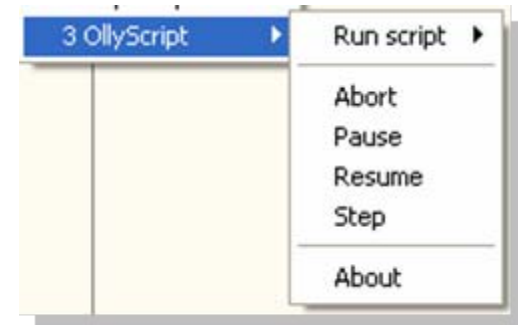 3 OllyScript
Run script
Abort
Pause
Resume
Step
About